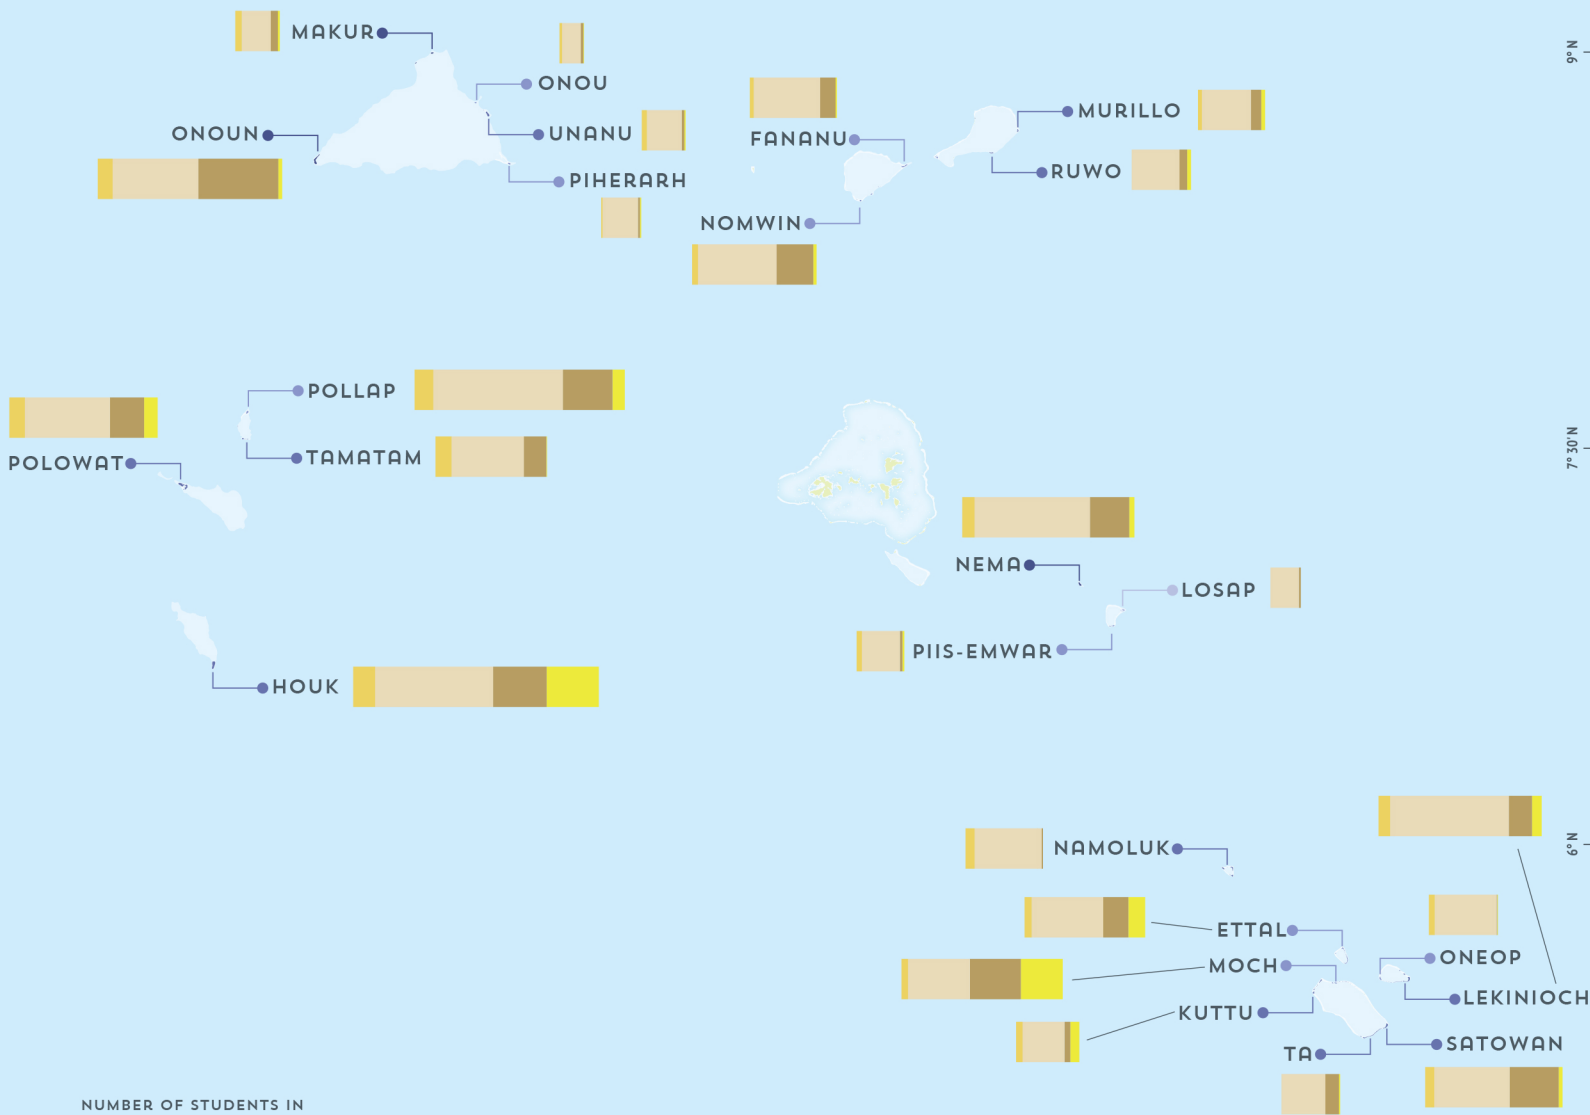 MAKUR
ONOU
ONOUN
UNANU
PIHERARH
FANANU
NOMWIN
MURILLO
RUWO
9°N
POLLAP
TAMATAM
POLOWAT
7°30'N
NEMA
LOSAP
PIIS-EMWAR
HOUK
NAMOLUK
6°N
ETTAL
MOCH
ONEOP
LEKINIOCH
KUTTU
TA
SATOWAN
NUMBER OF STUDENTS IN